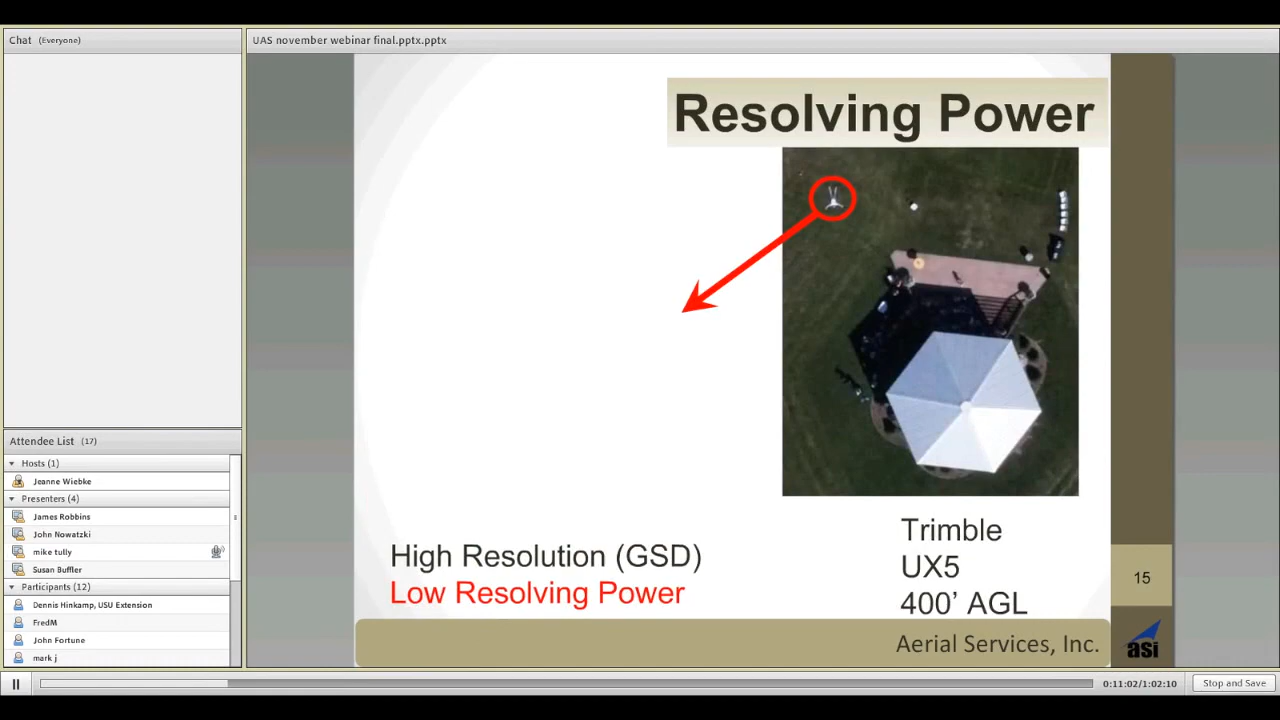 Chat (Everyone)
UAS november webinar final.pptx.pptx
Resolving Power
High Resolution (GSD)
Low Resolving Power
Trimble
UX5
400’ AGL
15
Aerial Services, Inc.
asi
Attendee List (17)
Hosts (1)
Jeanne Wiebke
Presenters (4)
James Robbins
John Nowatzki
mike tully
Susan Buffler
Participants (12)
Dennis Hinkamp, USU Extension
FredM
John Fortune
mark j
0:11:02/1:02:10
Stop and Save